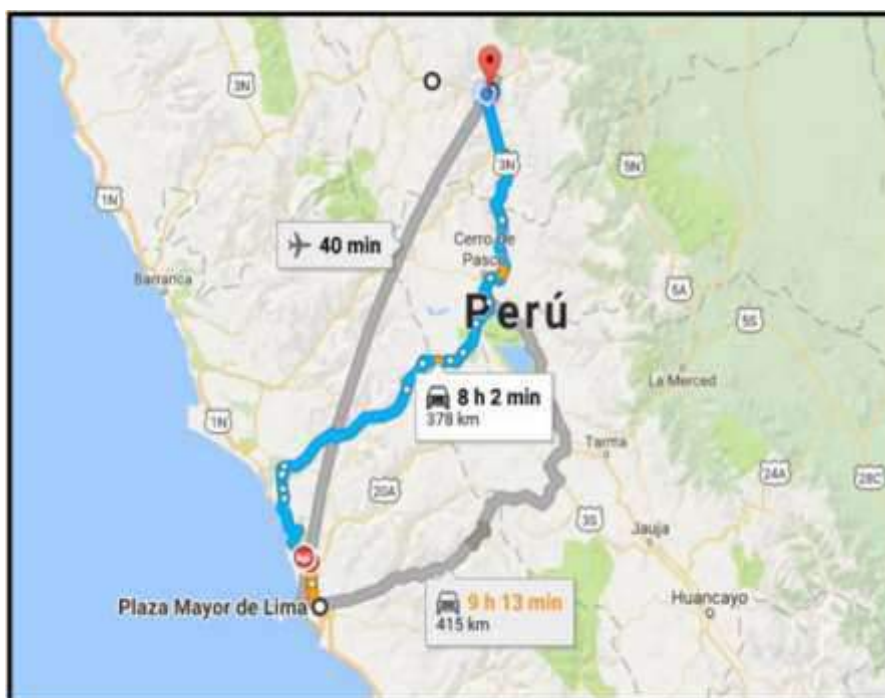 3N
3N
5N
1N
40 min
Cerro de
Pasco
Barranca
5A
Perú
5S
La Merced
8 h 2 min
378 km
1N
Tarma
20A
24A
28C
3S
Jauja
9 h 13 min
415 km
Plaza Mayor de Lima
Huancayo